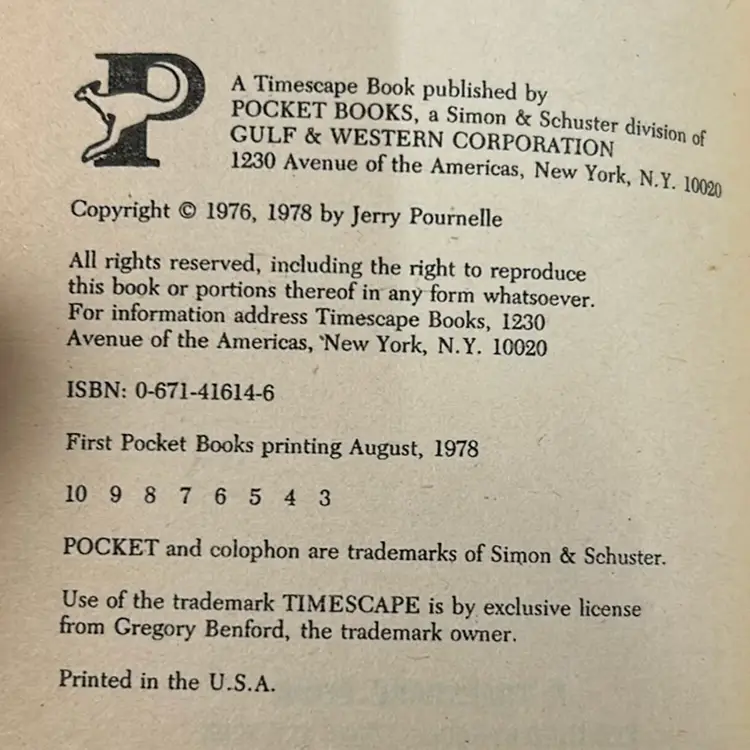 P
A Timescape Book published by
POCKET BOOKS, a Simon & Schuster division of
GULF & WESTERN CORPORATION
1230 Avenue of the Americas, New York, N.Y. 10020
Copyright © 1976, 1978 by Jerry Pournelle
All rights reserved, including the right to reproduce
this book or portions thereof in any form whatsoever.
For information address Timescape Books, 1230
Avenue of the Americas, New York, N.Y. 10020
ISBN: 0-671-41614-6
First Pocket Books printing August, 1978
10 9 8 7 6 5 4 3
POCKET and colophon are trademarks of Simon & Schuster.
Use of the trademark TIMESCAPE is by exclusive license
from Gregory Benford, the trademark owner.
Printed in the U.S.A.